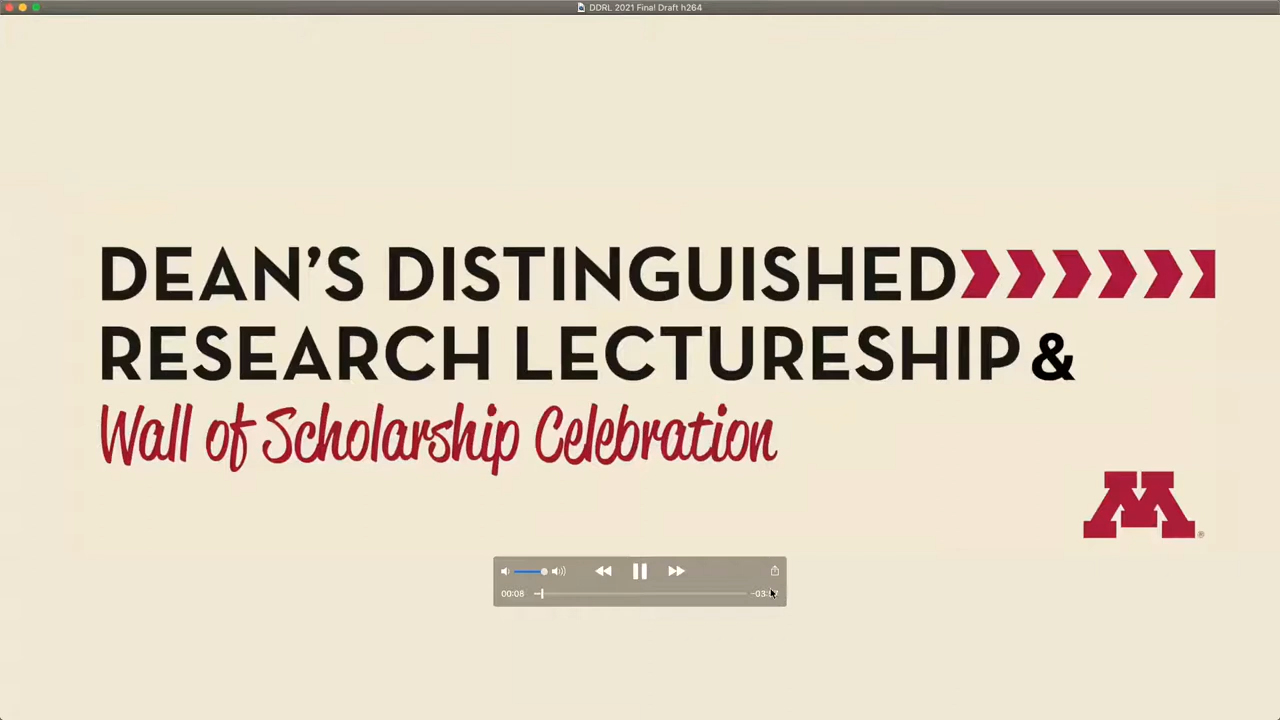 DDRL 2021 Final Draft h264
DEAN'S DISTINGUISHED
RESEARCH LECTURESHIP &
Wall of Scholarship Celebration
M
®
00:08